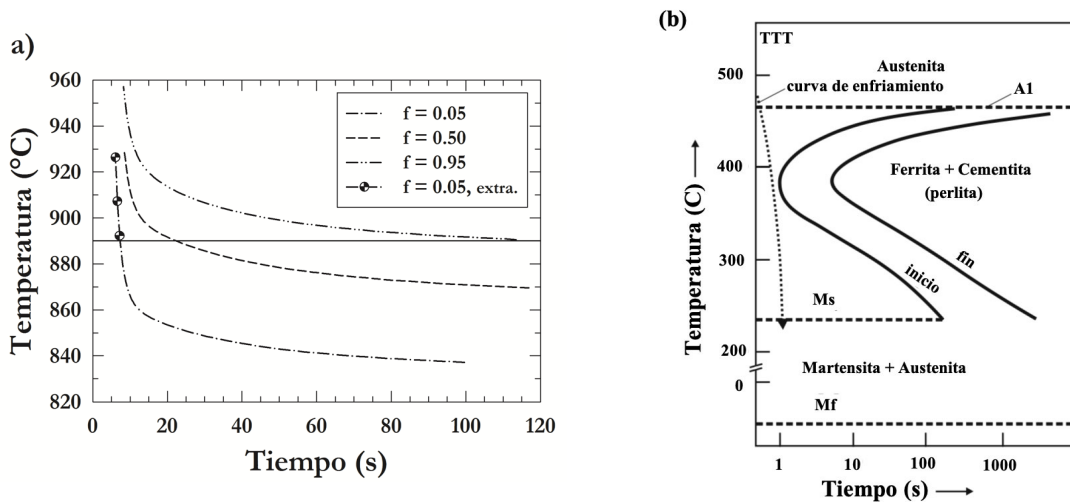 a)
960
940
920
900
880
860
840
820
0
20
40
60
80
100
120
Temperatura (°C)
Tiempo (s)
f = 0.05
f = 0.50
f = 0.95
f = 0.05, extra.
(b)
TTT
Austenita
curva de enfriamiento
A1
500
400
300
200
0
Temperatura (C)
Ferrita + Cementita
(perlita)
inicio
fin
Ms
Martensita + Austenita
Mf
1
10
100
1000
Tiempo (s)